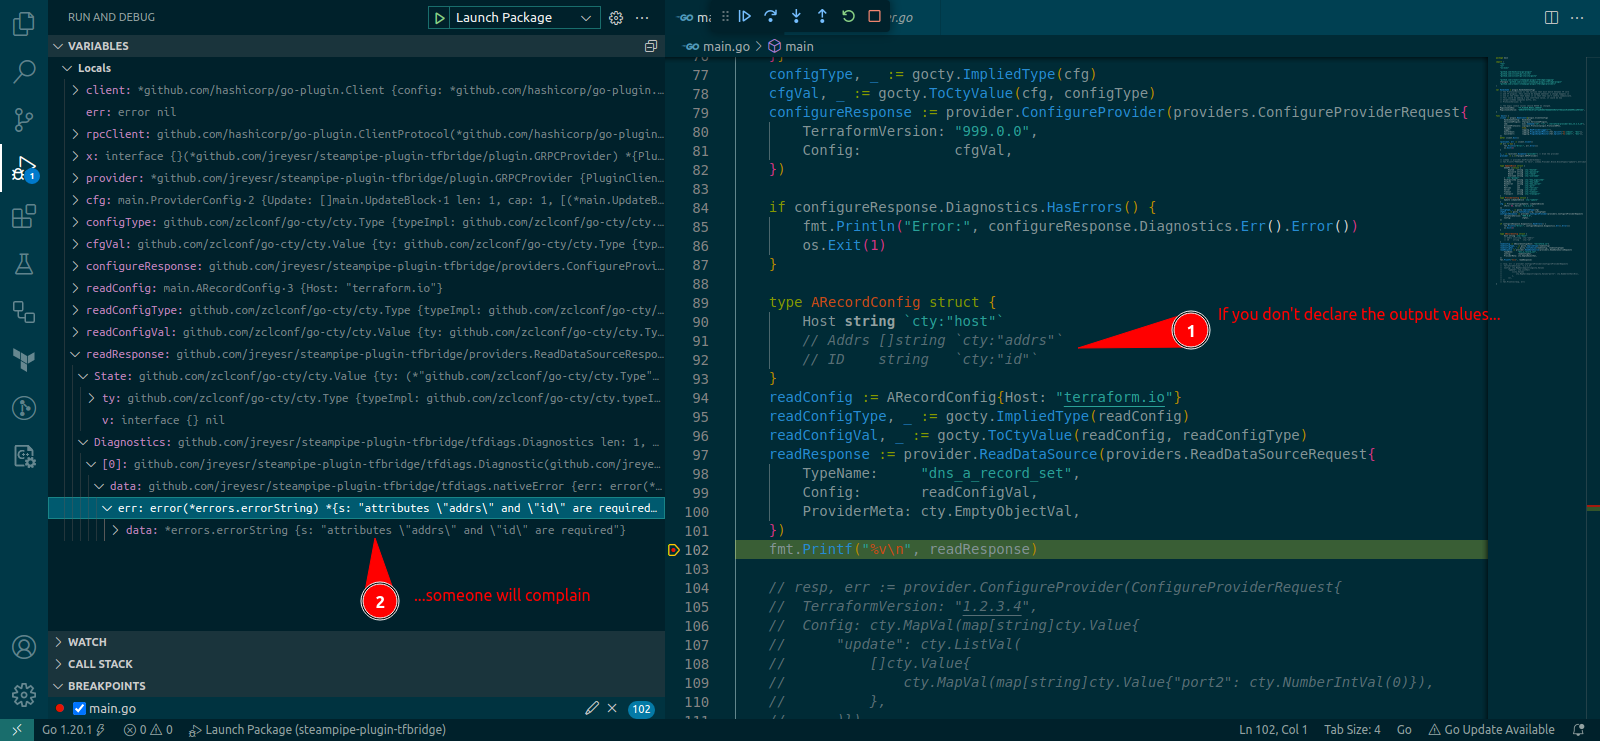 RUN AND DEBUG
Launch Package
VARIABLES
Locals
client: *github.com/hashicorp/go-plugin.Client {config: *github.com/hashicorp/go-plugin....
err: error nil
rpcClient: github.com/hashicorp/go-plugin.ClientProtocol(*github.com/hashicorp/go-plugin...
x: interface {}(*github.com/jreyesr/steampipe-plugin-tfbridge/plugin.GRPCProvider) *{Plu...
provider: *github.com/jreyesr/steampipe-plugin-tfbridge/plugin.GRPCProvider {PluginClien...
cfg: main.ProviderConfig·2 {Update: []main.UpdateBlock·1 len: 1, cap: 1, [(*main.UpdateB...
configType: github.com/zclconf/go-cty/cty.Type {typeImpl: github.com/zclconf/go-cty/cty....
cfgVal: github.com/zclconf/go-cty/cty.Value {ty: github.com/zclconf/go-cty/cty.Type {typ...
configureResponse: github.com/jreyesr/steampipe-plugin-tfbridge/providers.ConfigureProvi...
readConfig: main.ARecordConfig·3 {Host: "terraform.io"}
readConfigType: github.com/zclconf/go-cty/cty.Type {typeImpl: github.com/zclconf/go-cty/...
readConfigVal: github.com/zclconf/go-cty/cty.Value {ty: github.com/zclconf/go-cty/cty.Ty...
readResponse: github.com/jreyesr/steampipe-plugin-tfbridge/providers.ReadDataSourceRespo...
State: github.com/zclconf/go-cty/cty.Value {ty: (*"github.com/zclconf/go-cty/cty.Type"...
ty: github.com/zclconf/go-cty/cty.Type {typeImpl: github.com/zclconf/go-cty/cty.typeI...
v: interface {} nil
Diagnostics: github.com/jreyesr/steampipe-plugin-tfbridge/tfdiags.Diagnostics len: 1, ...
[0]: github.com/jreyesr/steampipe-plugin-tfbridge/tfdiags.Diagnostic(github.com/jreye...
data: github.com/jreyesr/steampipe-plugin-tfbridge/tfdiags.nativeError {err: error(*...
err: error(*errors.errorString) *{s: "attributes \"addrs\" and \"id\" are required...
data: *errors.errorString {s: "attributes \"addrs\" and \"id\" are required"}
2 ...someone will complain
WATCH
CALL STACK
BREAKPOINTS
main.go 102
main.go > main
77 configType, _ := gocty.ImpliedType(cfg)
78 cfgVal, _ := gocty.ToCtyValue(cfg, configType)
79 configureResponse := provider.ConfigureProvider(providers.ConfigureProviderRequest{
80 TerraformVersion: "999.0.0",
81 Config: cfgVal,
82 })
83
84 if configureResponse.Diagnostics.HasErrors() {
85 fmt.Println("Error:", configureResponse.Diagnostics.Err().Error())
86 os.Exit(1)
87 }
88
89 type ARecordConfig struct {
90 Host string `cty:"host"`
91 // Addrs []string `cty:"addrs"`
92 // ID string `cty:"id"`
93 }
1 If you don't declare the output values...
94 readConfig := ARecordConfig{Host: "terraform.io"}
95 readConfigType, _ := gocty.ImpliedType(readConfig)
96 readConfigVal, _ := gocty.ToCtyValue(readConfig, readConfigType)
97 readResponse := provider.ReadDataSource(providers.ReadDataSourceRequest{
98 TypeName: "dns_a_record_set",
99 Config: readConfigVal,
100 ProviderMeta: cty.EmptyObjectVal,
101 })
102 fmt.Printf("%v\n", readResponse)
103
104 // resp, err := provider.ConfigureProvider(ConfigureProviderRequest{
105 // TerraformVersion: "1.2.3.4",
106 // Config: cty.MapVal(map[string]cty.Value{
107 // "update": cty.ListVal(
108 // []cty.Value{
109 // cty.MapVal(map[string]cty.Value{"port2": cty.NumberIntVal(0)}),
110 // },
1
Go 1.20.1 0 0 Launch Package (steampipe-plugin-tfbridge)
Ln 102, Col 1 Tab Size: 4 Go Go Update Available